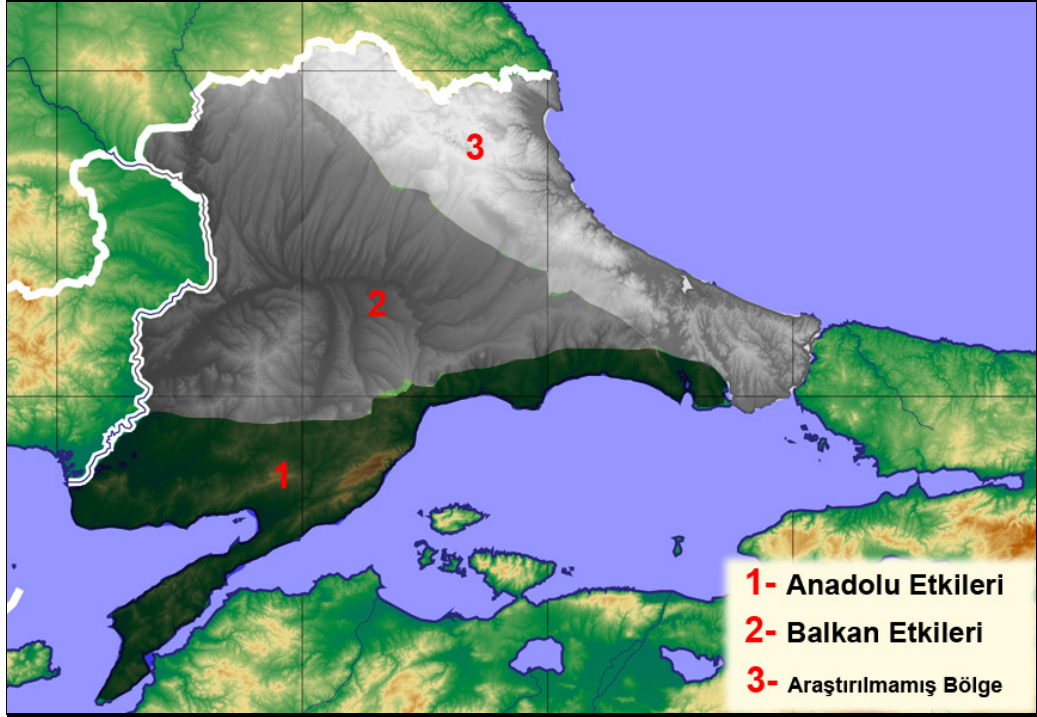 3
2
1
1- Anadolu Etkileri
2- Balkan Etkileri
3- Araştırılmamış Bölge